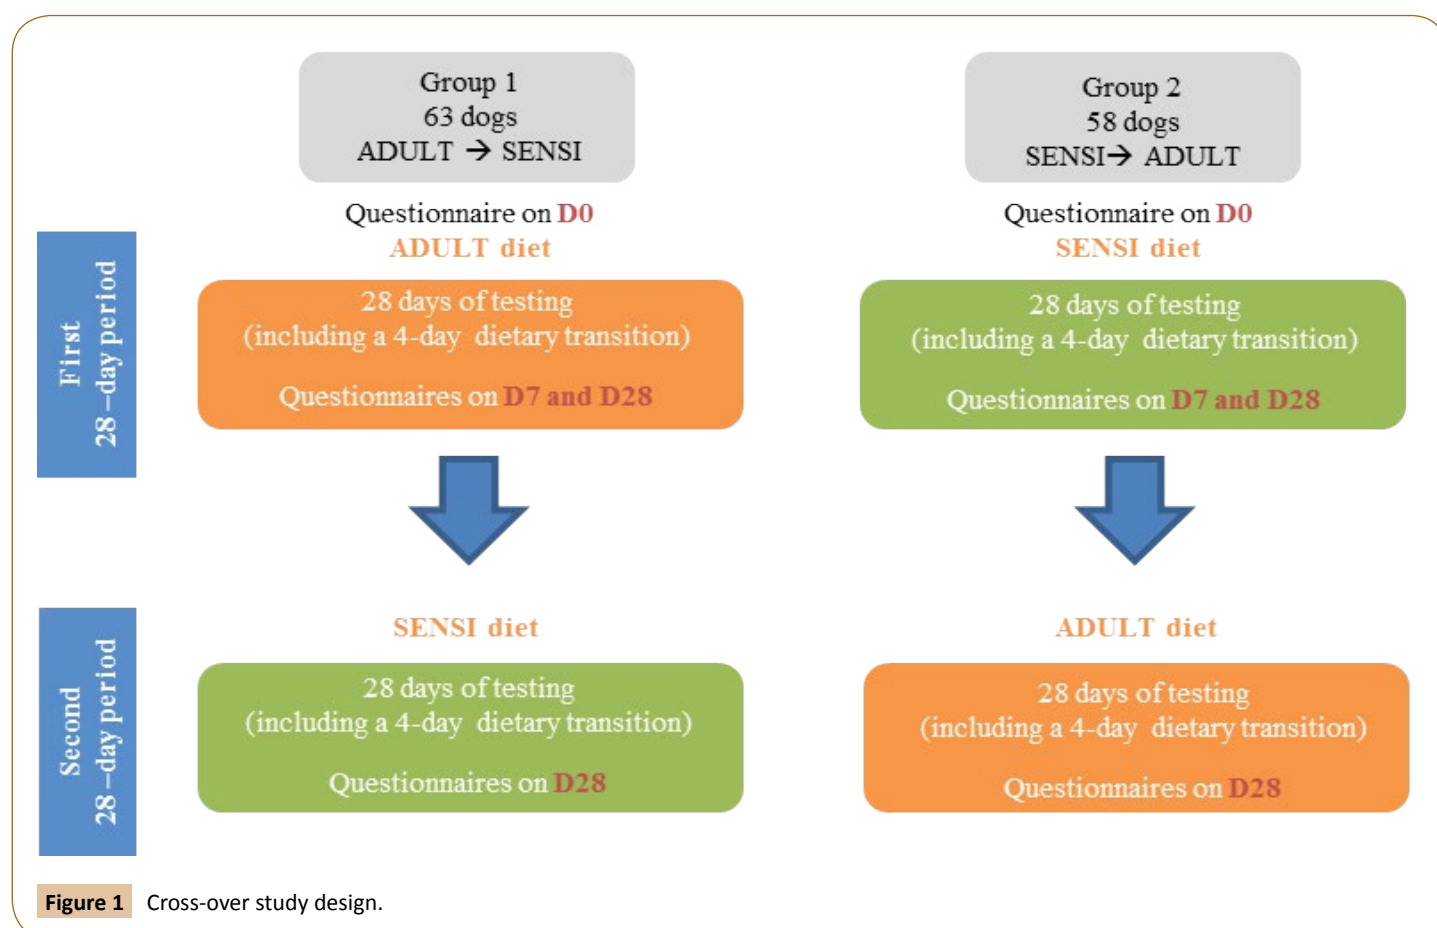 Group 1
63 dogs
ADULT → SENSI
Questionnaire on D0
ADULT diet
First
28 –day period
28 days of testing
(including a 4-day dietary transition)
Questionnaires on D7 and D28
Group 2
58 dogs
SENSI→ ADULT
Questionnaire on D0
SENSI diet
28 days of testing
(including a 4-day dietary transition)
Questionnaires on D7 and D28
Second
28 –day period
SENSI diet
28 days of testing
(including a 4-day dietary transition)
Questionnaires on D28
ADULT diet
28 days of testing
(including a 4-day dietary transition)
Questionnaires on D28
Figure 1 Cross-over study design.